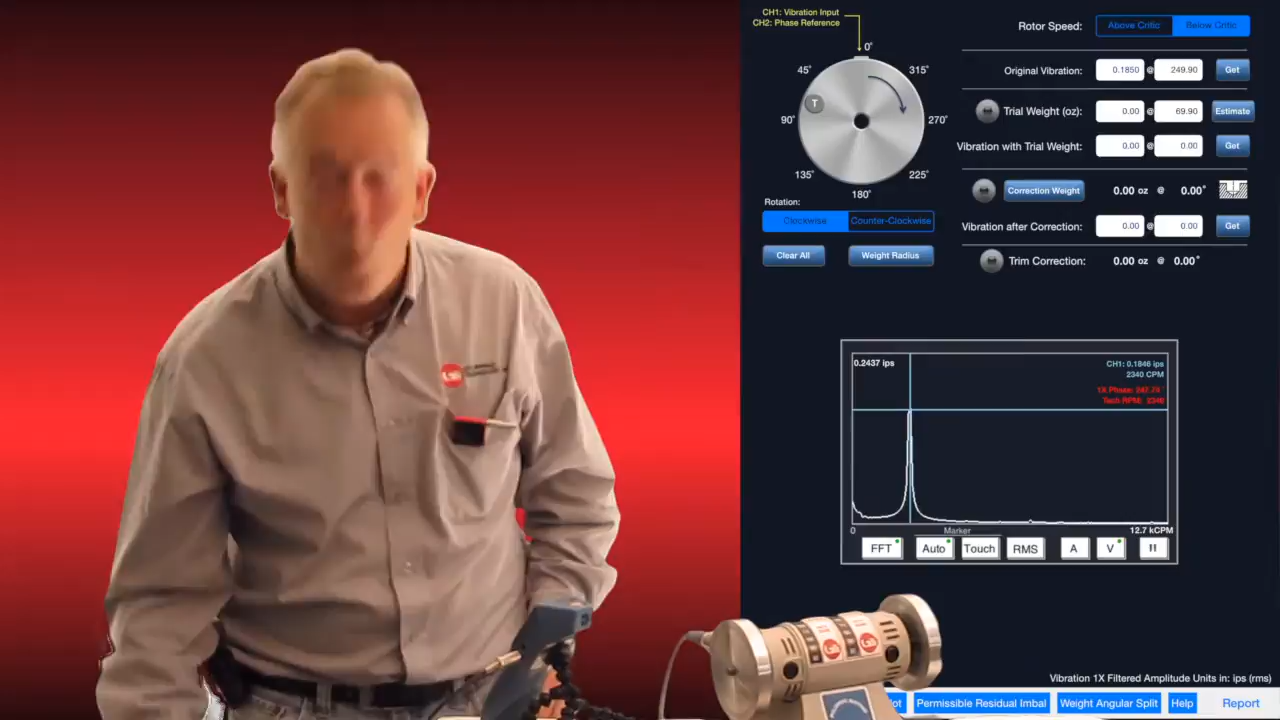 CH1: Vibration Input
CH2: Phase Reference
0°
45°
315°
T
90°
270°
135°
225°
180°
Rotation:
Clockwise
Counter-Clockwise
Clear All
Weight Radius
Rotor Speed:
Above Critic
Below Critic
Original Vibration:
0.1850 @ 249.90
Get
Trial Weight (oz):
0.00 @ 69.90
Estimate
Vibration with Trial Weight:
0.00 @ 0.00
Get
Correction Weight
0.00 oz @ 0.00°
Vibration after Correction:
0.00 @ 0.00
Get
Trim Correction:
0.00 oz @ 0.00°
0.2437 ips
CH1: 0.1846 ips
2340 CPM
1X Phase:
Tach RPM: 2340
0
Marker
12.7 kCPM
FFT
Auto
Touch
RMS
A
V
Vibration 1X Filtered Amplitude Units in: ips (rms)
Permissible Residual Imbal
Weight Angular Split
Help
Report